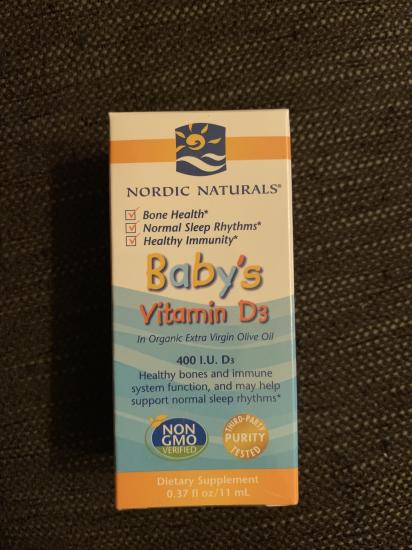 NORDIC NATURALS®
Bone Health*
Normal Sleep Rhythms*
Healthy Immunity*
Baby's
Vitamin D3
In Organic Extra Virgin Olive Oil
400 I.U. D3
Healthy bones and immune
system function, and may help
support normal sleep rhythms*
NON
GMO
VERIFIED
THIRD-PARTY
PURITY
TESTED
Dietary Supplement
0.37 fl oz/11 mL